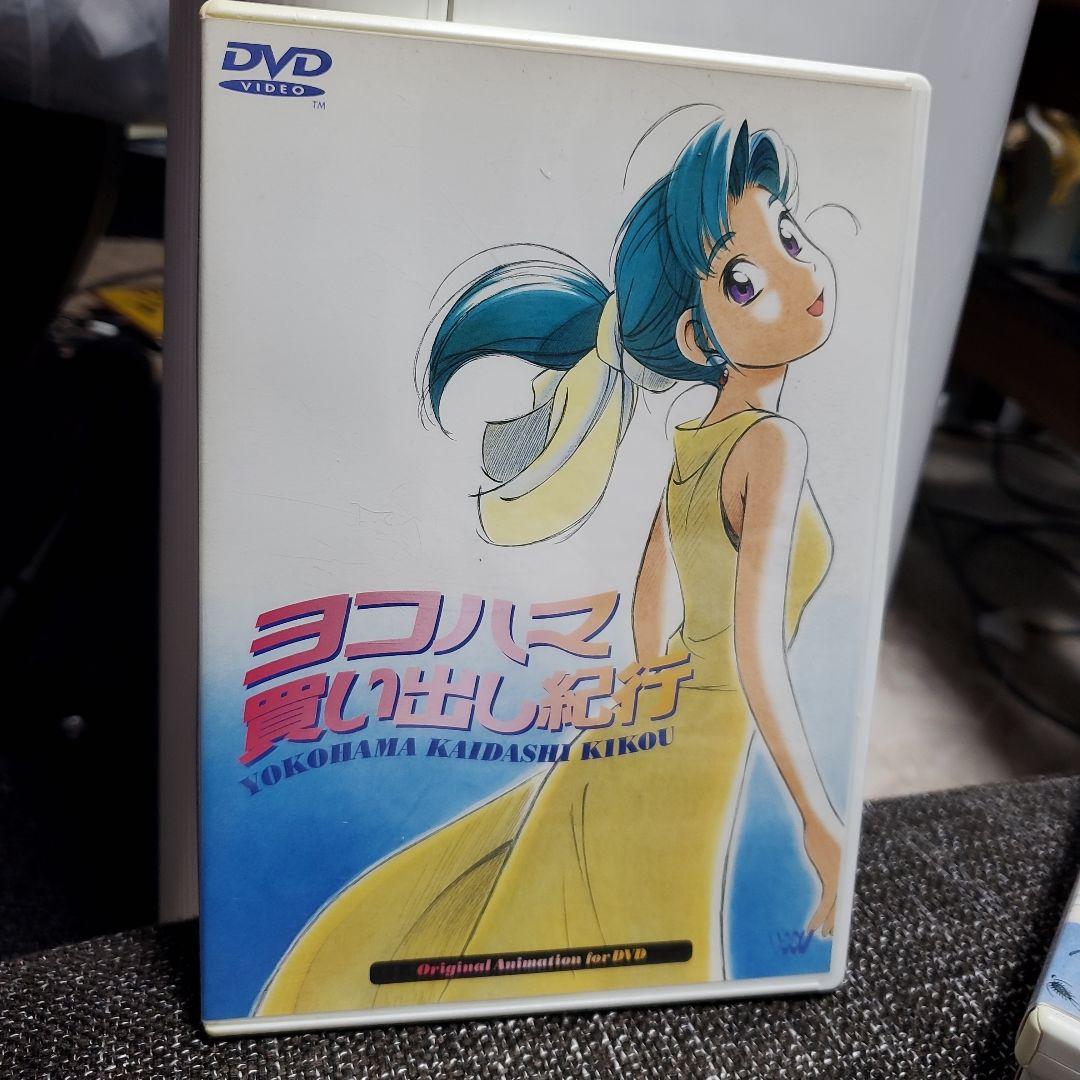 DVD
VIDEO
TM
ヨコハマ
買い出し紀行
YOKOHAMA KAIDASHI KIKOU
Original Animation for DVD